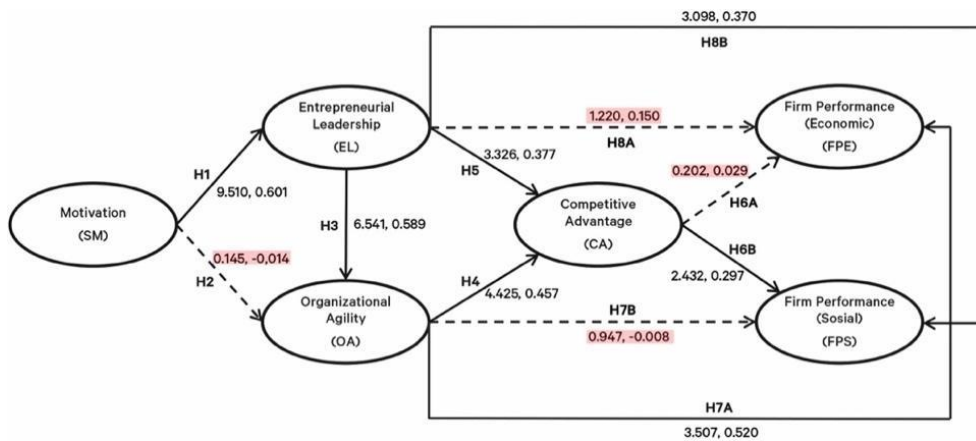 3.098, 0.370
H8B
Entrepreneurial
Leadership
(EL)
1.220, 0.150
H8A
Firm Performance
(Economic)
(FPE)
H1
9.510, 0.601
H5
3.326, 0.377
0.202, 0.029
H6A
Motivation
(SM)
H3
6.541, 0.589
Competitive
Advantage
(CA)
0.145, -0,014
H2
H6B
2.432, 0.297
H4
4.425, 0.457
Organizational
Agility
(OA)
H7B
0.947, -0.008
Firm Performance
(Sosial)
(FPS)
H7A
3.507, 0.520